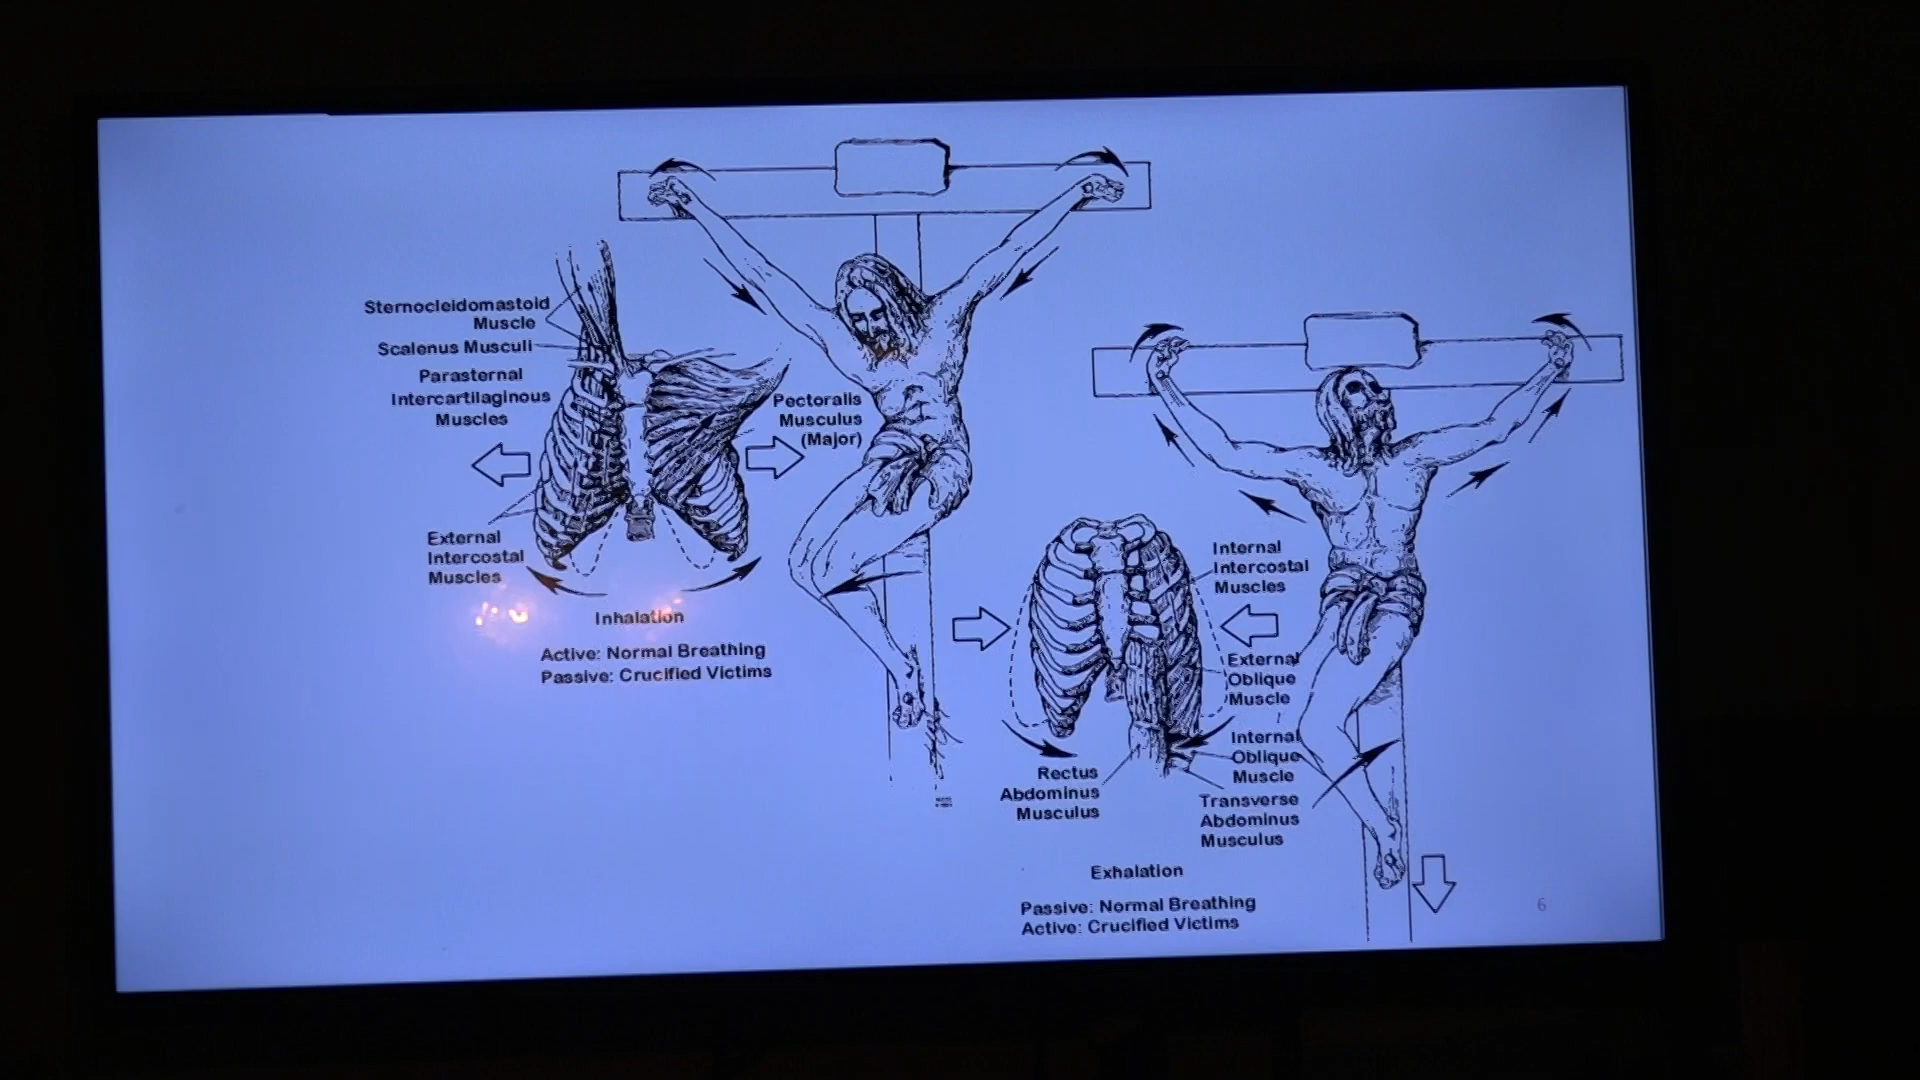 Sternocleidomastoid
Muscle
Scalenus Musculi
Parasternal
Intercartilaginous
Muscles
Pectoralis
Musculus
(Major)
External
Intercostal
Muscles
Inhalation
Active: Normal Breathing
Passive: Crucified Victims
Internal
Intercostal
Muscles
External
Oblique
Muscle
Internal
Oblique
Muscle
Rectus
Abdominus
Musculus
Transverse
Abdominus
Musculus
Exhalation
Passive: Normal Breathing
Active: Crucified Victims
6